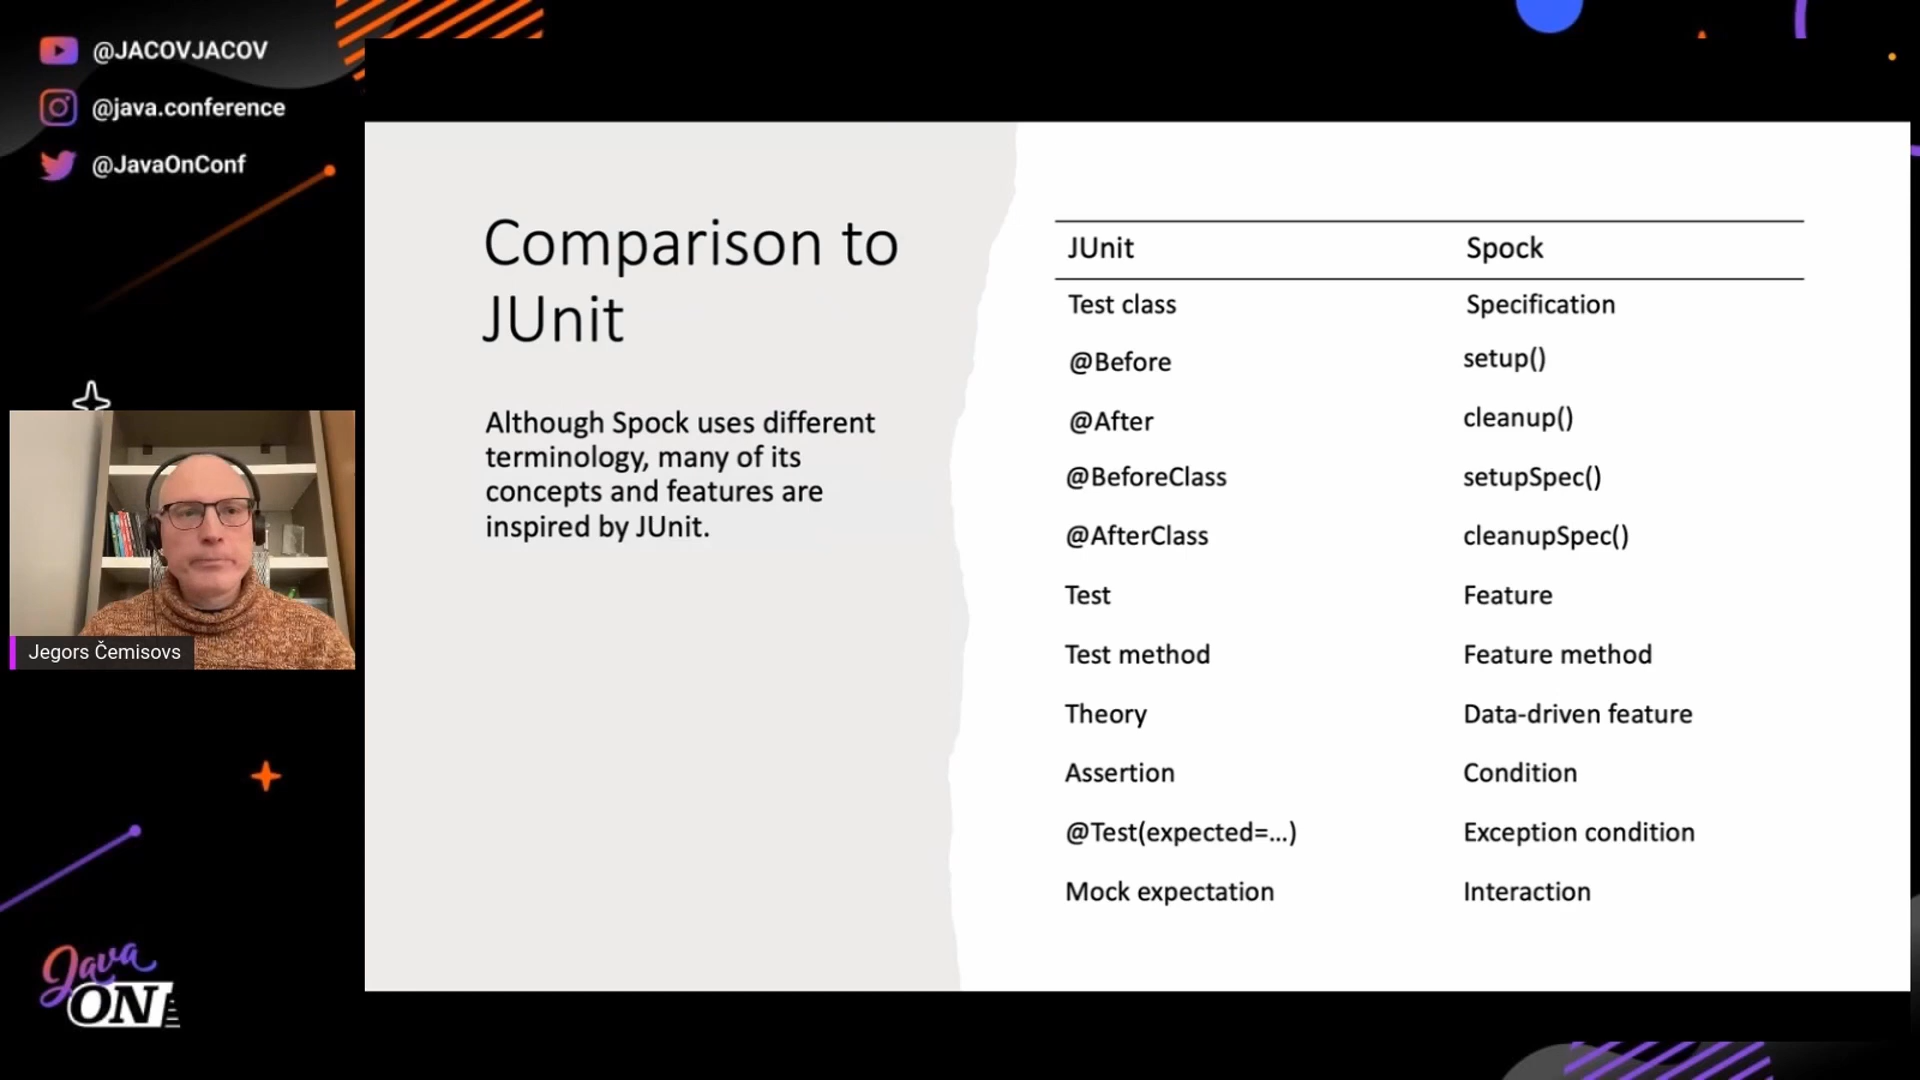 @JACOVJACOV
@java.conference
@JavaOnConf
Comparison to
JUnit
Although Spock uses different
terminology, many of its
concepts and features are
inspired by JUnit.
JUnit Spock
Test class Specification
@Before setup()
@After cleanup()
@BeforeClass setupSpec()
@AfterClass cleanupSpec()
Test Feature
Test method Feature method
Theory Data-driven feature
Assertion Condition
@Test(expected=...) Exception condition
Mock expectation Interaction
Jegors Čemisovs
Java
ON